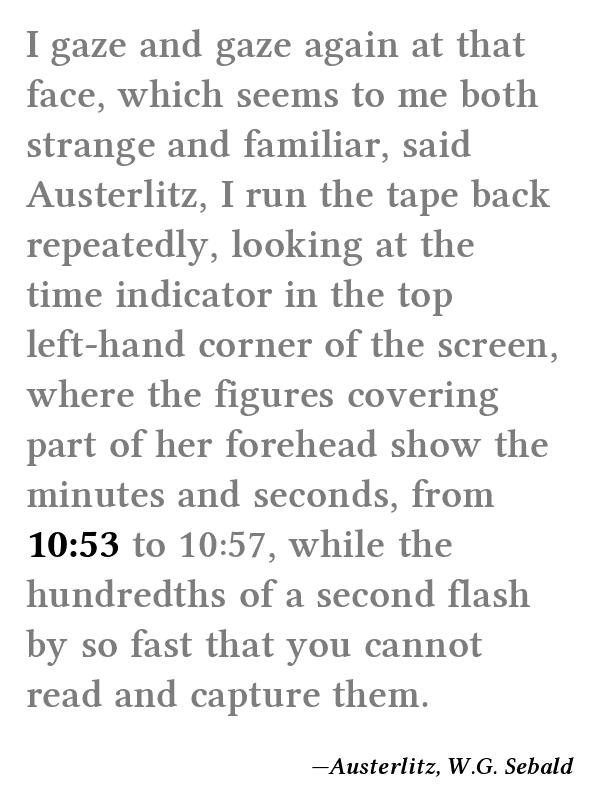 I gaze and gaze again at that
face, which seems to me both
strange and familiar, said
Austerlitz, I run the tape back
repeatedly, looking at the
time indicator in the top
left-hand corner of the screen,
where the figures covering
part of her forehead show the
minutes and seconds, from
10:53 to 10:57, while the
hundredths of a second flash
by so fast that you cannot
read and capture them.
—Austerlitz, W.G. Sebald